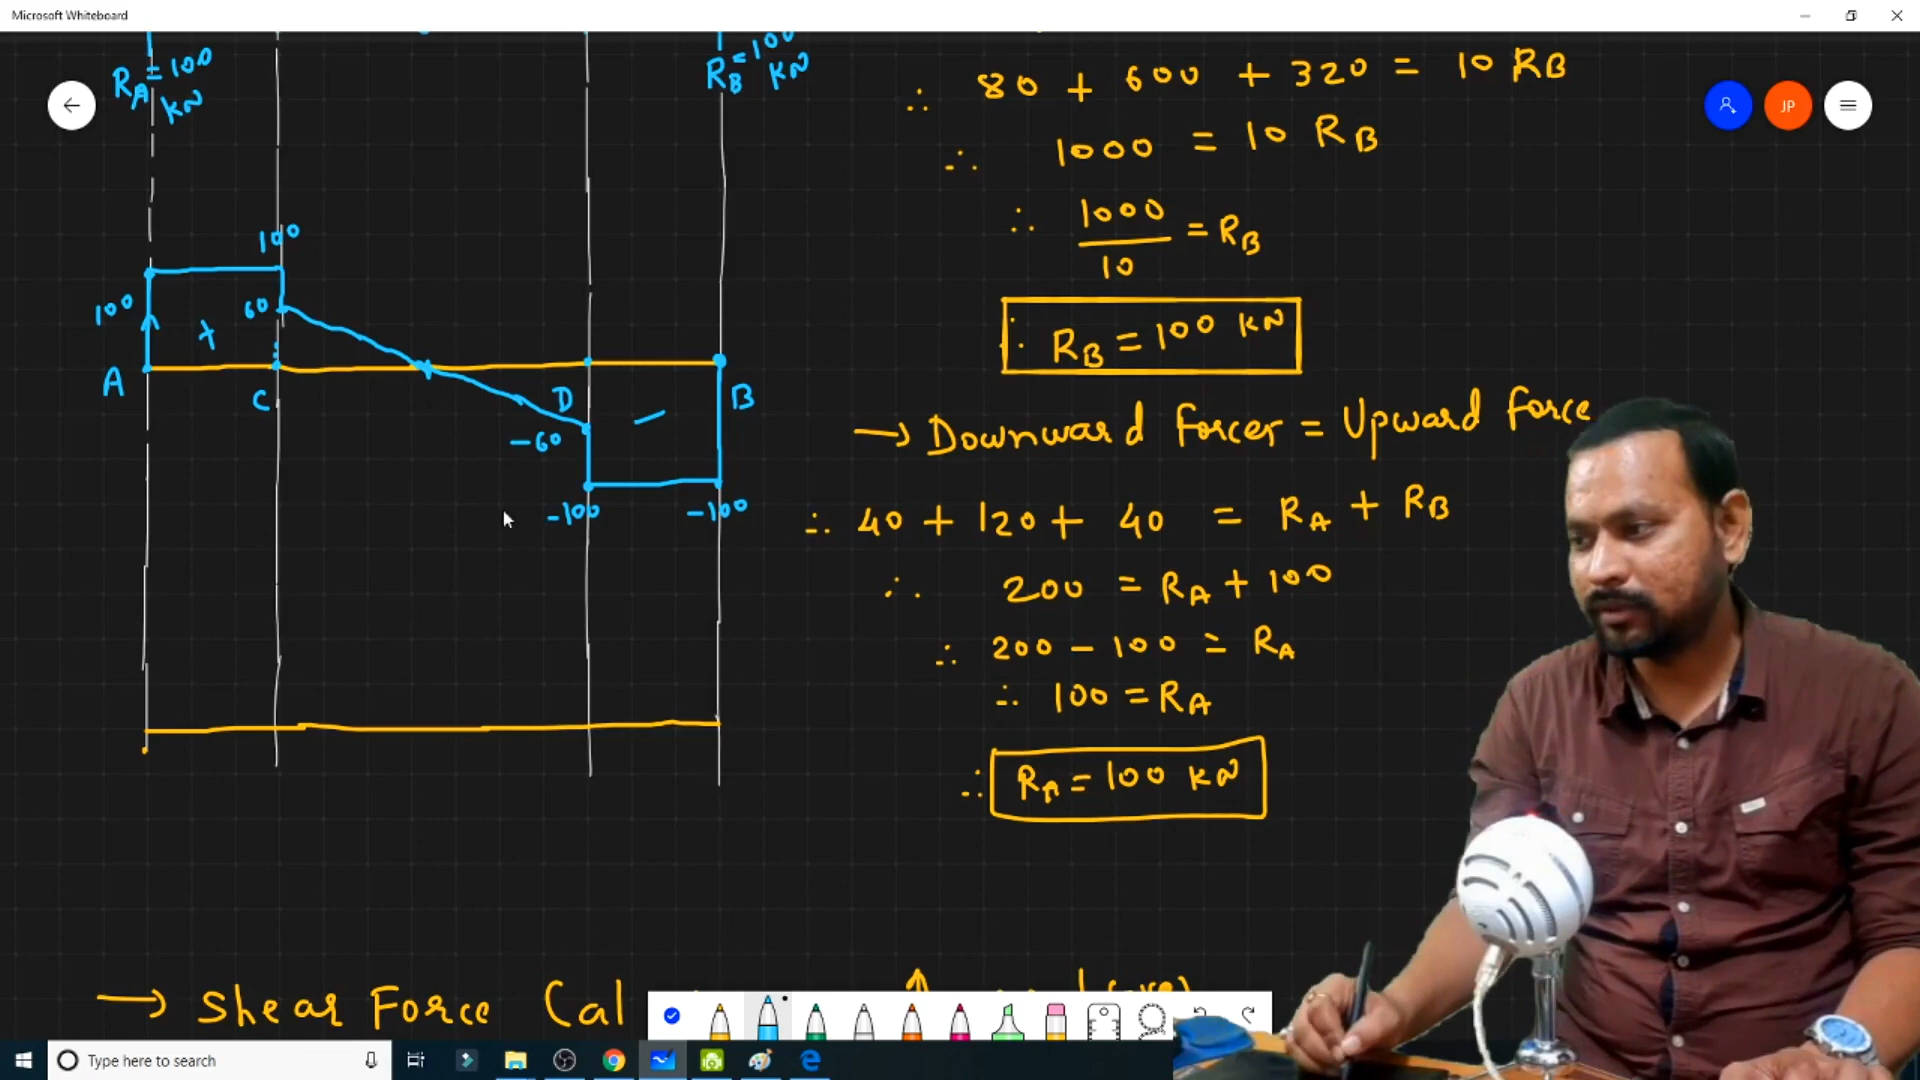 Microsoft Whiteboard
RA = 100 kN
RB = 100 kN
100
100
60
+
A
C
D
B
-60
−
-100
-100
∴ 80 + 600 + 320 = 10 RB
∴ 1000 = 10 RB
∴ 1000/10 = RB
∴ RB = 100 kN
→ Downward forces = Upward force
∴ 40 + 120 + 40 = RA + RB
∴ 200 = RA + 100
∴ 200 − 100 = RA
∴ 100 = RA
∴ RA = 100 kN
→ Shear Force Cal
JP
Type here to search